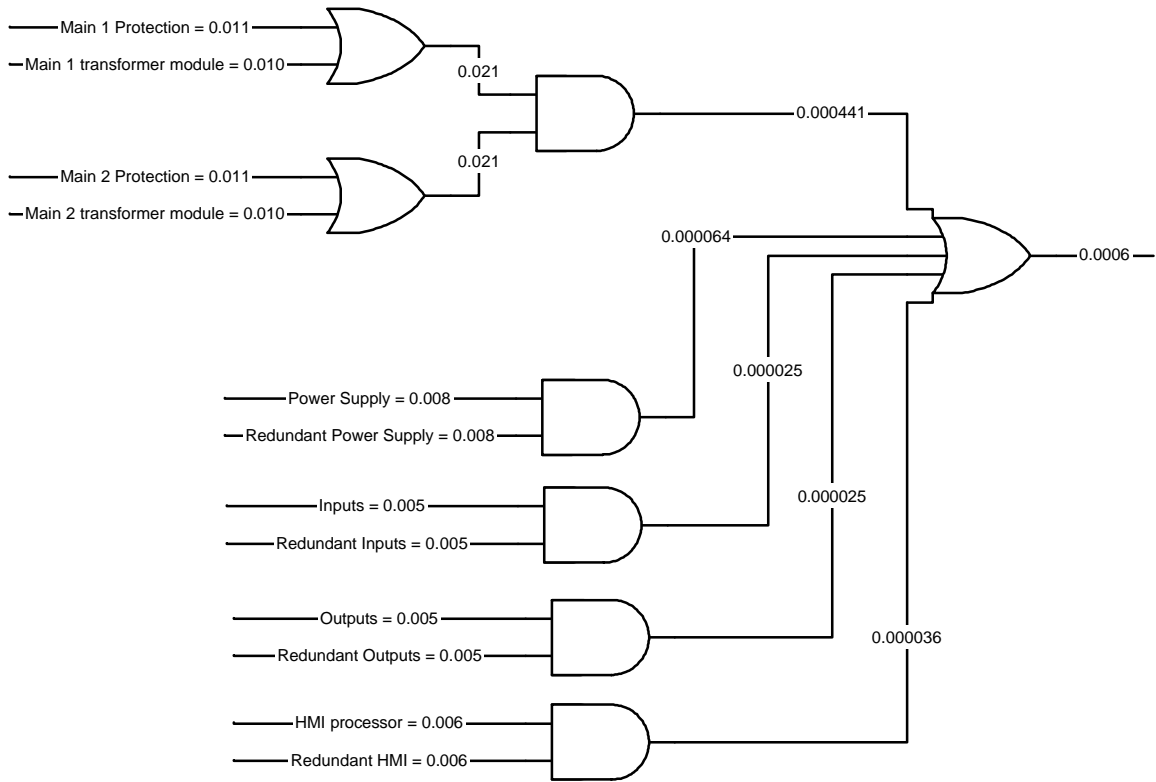 Main 1 Protection = 0.011
Main 1 transformer module = 0.010
0.021
0.000441
0.021
Main 2 Protection = 0.011
Main 2 transformer module = 0.010
0.000064
0.0006
0.000025
Power Supply = 0.008
Redundant Power Supply = 0.008
0.000025
Inputs = 0.005
Redundant Inputs = 0.005
Outputs = 0.005
0.000036
Redundant Outputs = 0.005
HMI processor = 0.006
Redundant HMI = 0.006